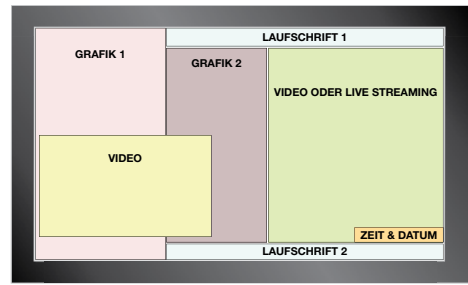 LAUFSCHRIFT 1
GRAFIK 1
GRAFIK 2
VIDEO ODER LIVE STREAMING
VIDEO
ZEIT & DATUM
LAUFSCHRIFT 2